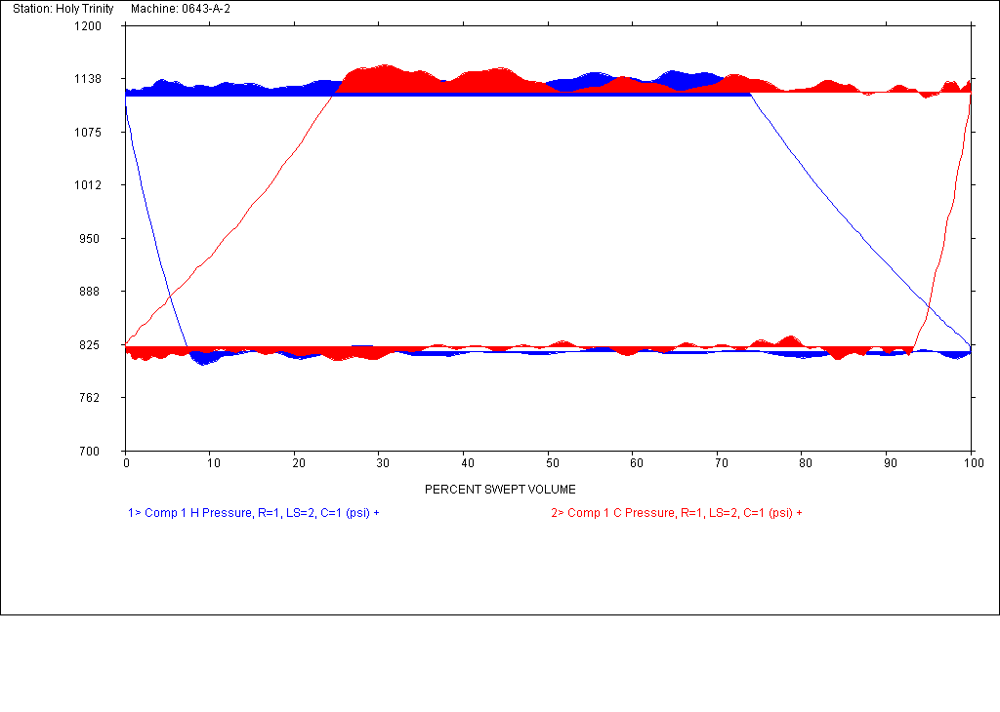 Station: Holy Trinity Machine: 0643-A-2
1200
1138
1075
1012
950
888
825
762
700
0 10 20 30 40 50 60 70 80 90 100
PERCENT SWEPT VOLUME
1> Comp 1 H Pressure, R=1, LS=2, C=1 (psi) + 2> Comp 1 C Pressure, R=1, LS=2, C=1 (psi) +